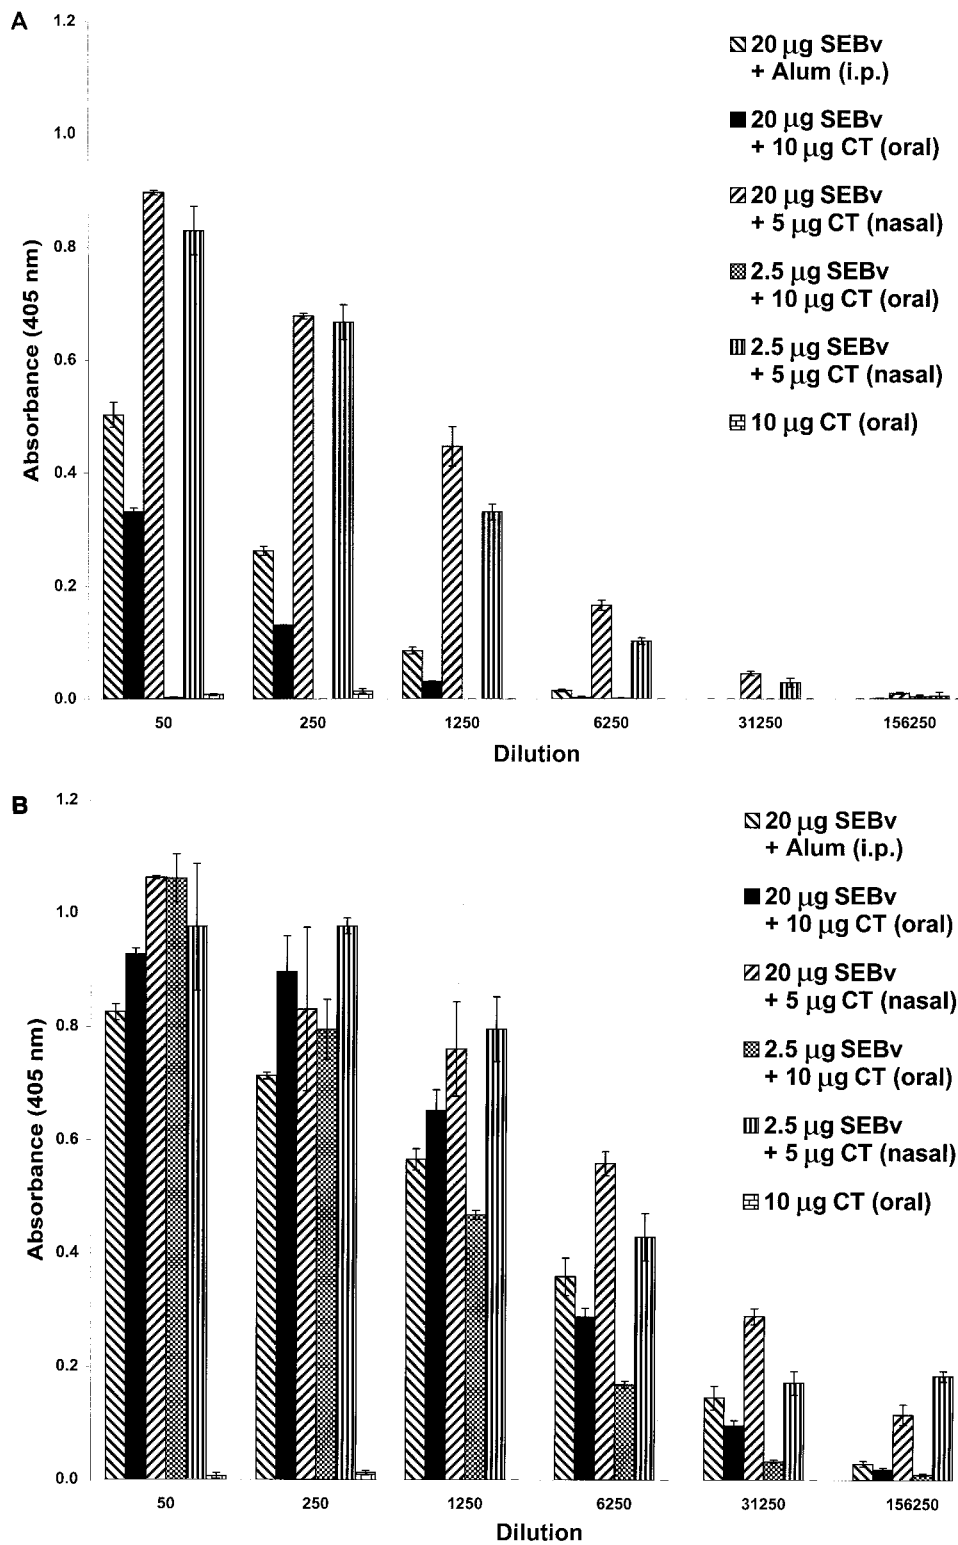 A
1.2
1.0
0.8
0.6
0.4
0.2
0.0
Absorbance (405 nm)
50 250 1250 6250 31250 156250
Dilution
20 μg SEBv
+ Alum (i.p.)
20 μg SEBv
+ 10 μg CT (oral)
20 μg SEBv
+ 5 μg CT (nasal)
2.5 μg SEBv
+ 10 μg CT (oral)
2.5 μg SEBv
+ 5 μg CT (nasal)
10 μg CT (oral)
B
1.2
1.0
0.8
0.6
0.4
0.2
0.0
Absorbance (405 nm)
50 250 1250 6250 31250 156250
Dilution
20 μg SEBv
+ Alum (i.p.)
20 μg SEBv
+ 10 μg CT (oral)
20 μg SEBv
+ 5 μg CT (nasal)
2.5 μg SEBv
+ 10 μg CT (oral)
2.5 μg SEBv
+ 5 μg CT (nasal)
10 μg CT (oral)